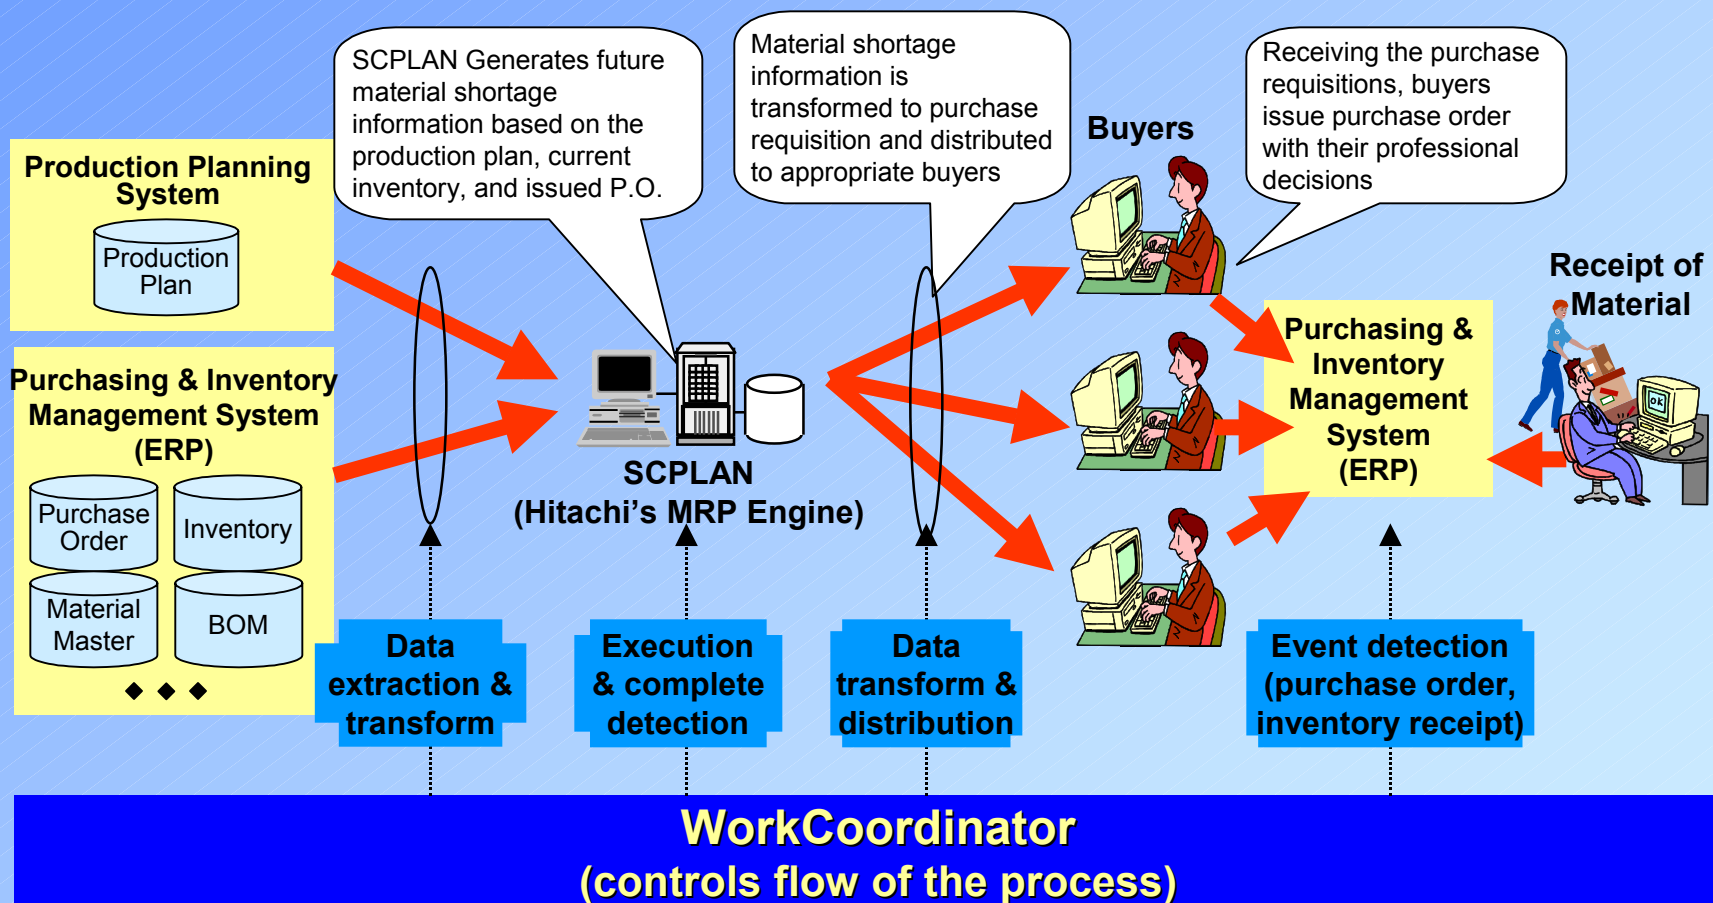 SCPLAN Generates future
material shortage
information based on the
production plan, current
inventory, and issued P.O.
Material shortage
information is
transformed to purchase
requisition and distributed
to appropriate buyers
Receiving the purchase
requisitions, buyers
issue purchase order
with their professional
decisions
Buyers
Production Planning
System
Production
Plan
Purchasing & Inventory
Management System
(ERP)
Purchase
Order
Inventory
Material
Master
BOM
SCPLAN
(Hitachi's MRP Engine)
Purchasing &
Inventory
Management
System
(ERP)
Receipt of
Material
OK
Data
extraction &
transform
Execution
& complete
detection
Data
transform &
distribution
Event detection
(purchase order,
inventory receipt)
WorkCoordinator
(controls flow of the process)